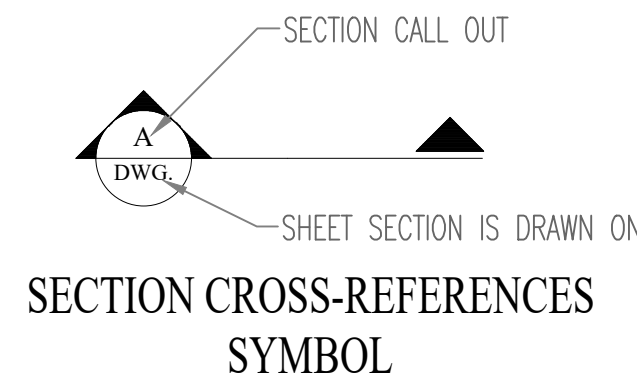 SECTION CALL OUT
A
DWG.
SHEET SECTION IS DRAWN ON
SECTION CROSS-REFERENCES
SYMBOL